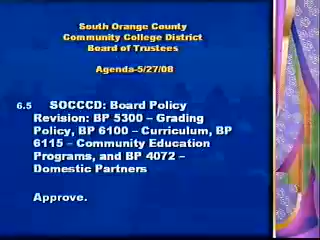 South Orange County
Community College District
Board of Trustees
Agenda-5/27/08
6.5 SOCCCD: Board Policy
Revision: BP 5300 – Grading
Policy, BP 6100 – Curriculum, BP
6115 – Community Education
Programs, and BP 4072 –
Domestic Partners
Approve.